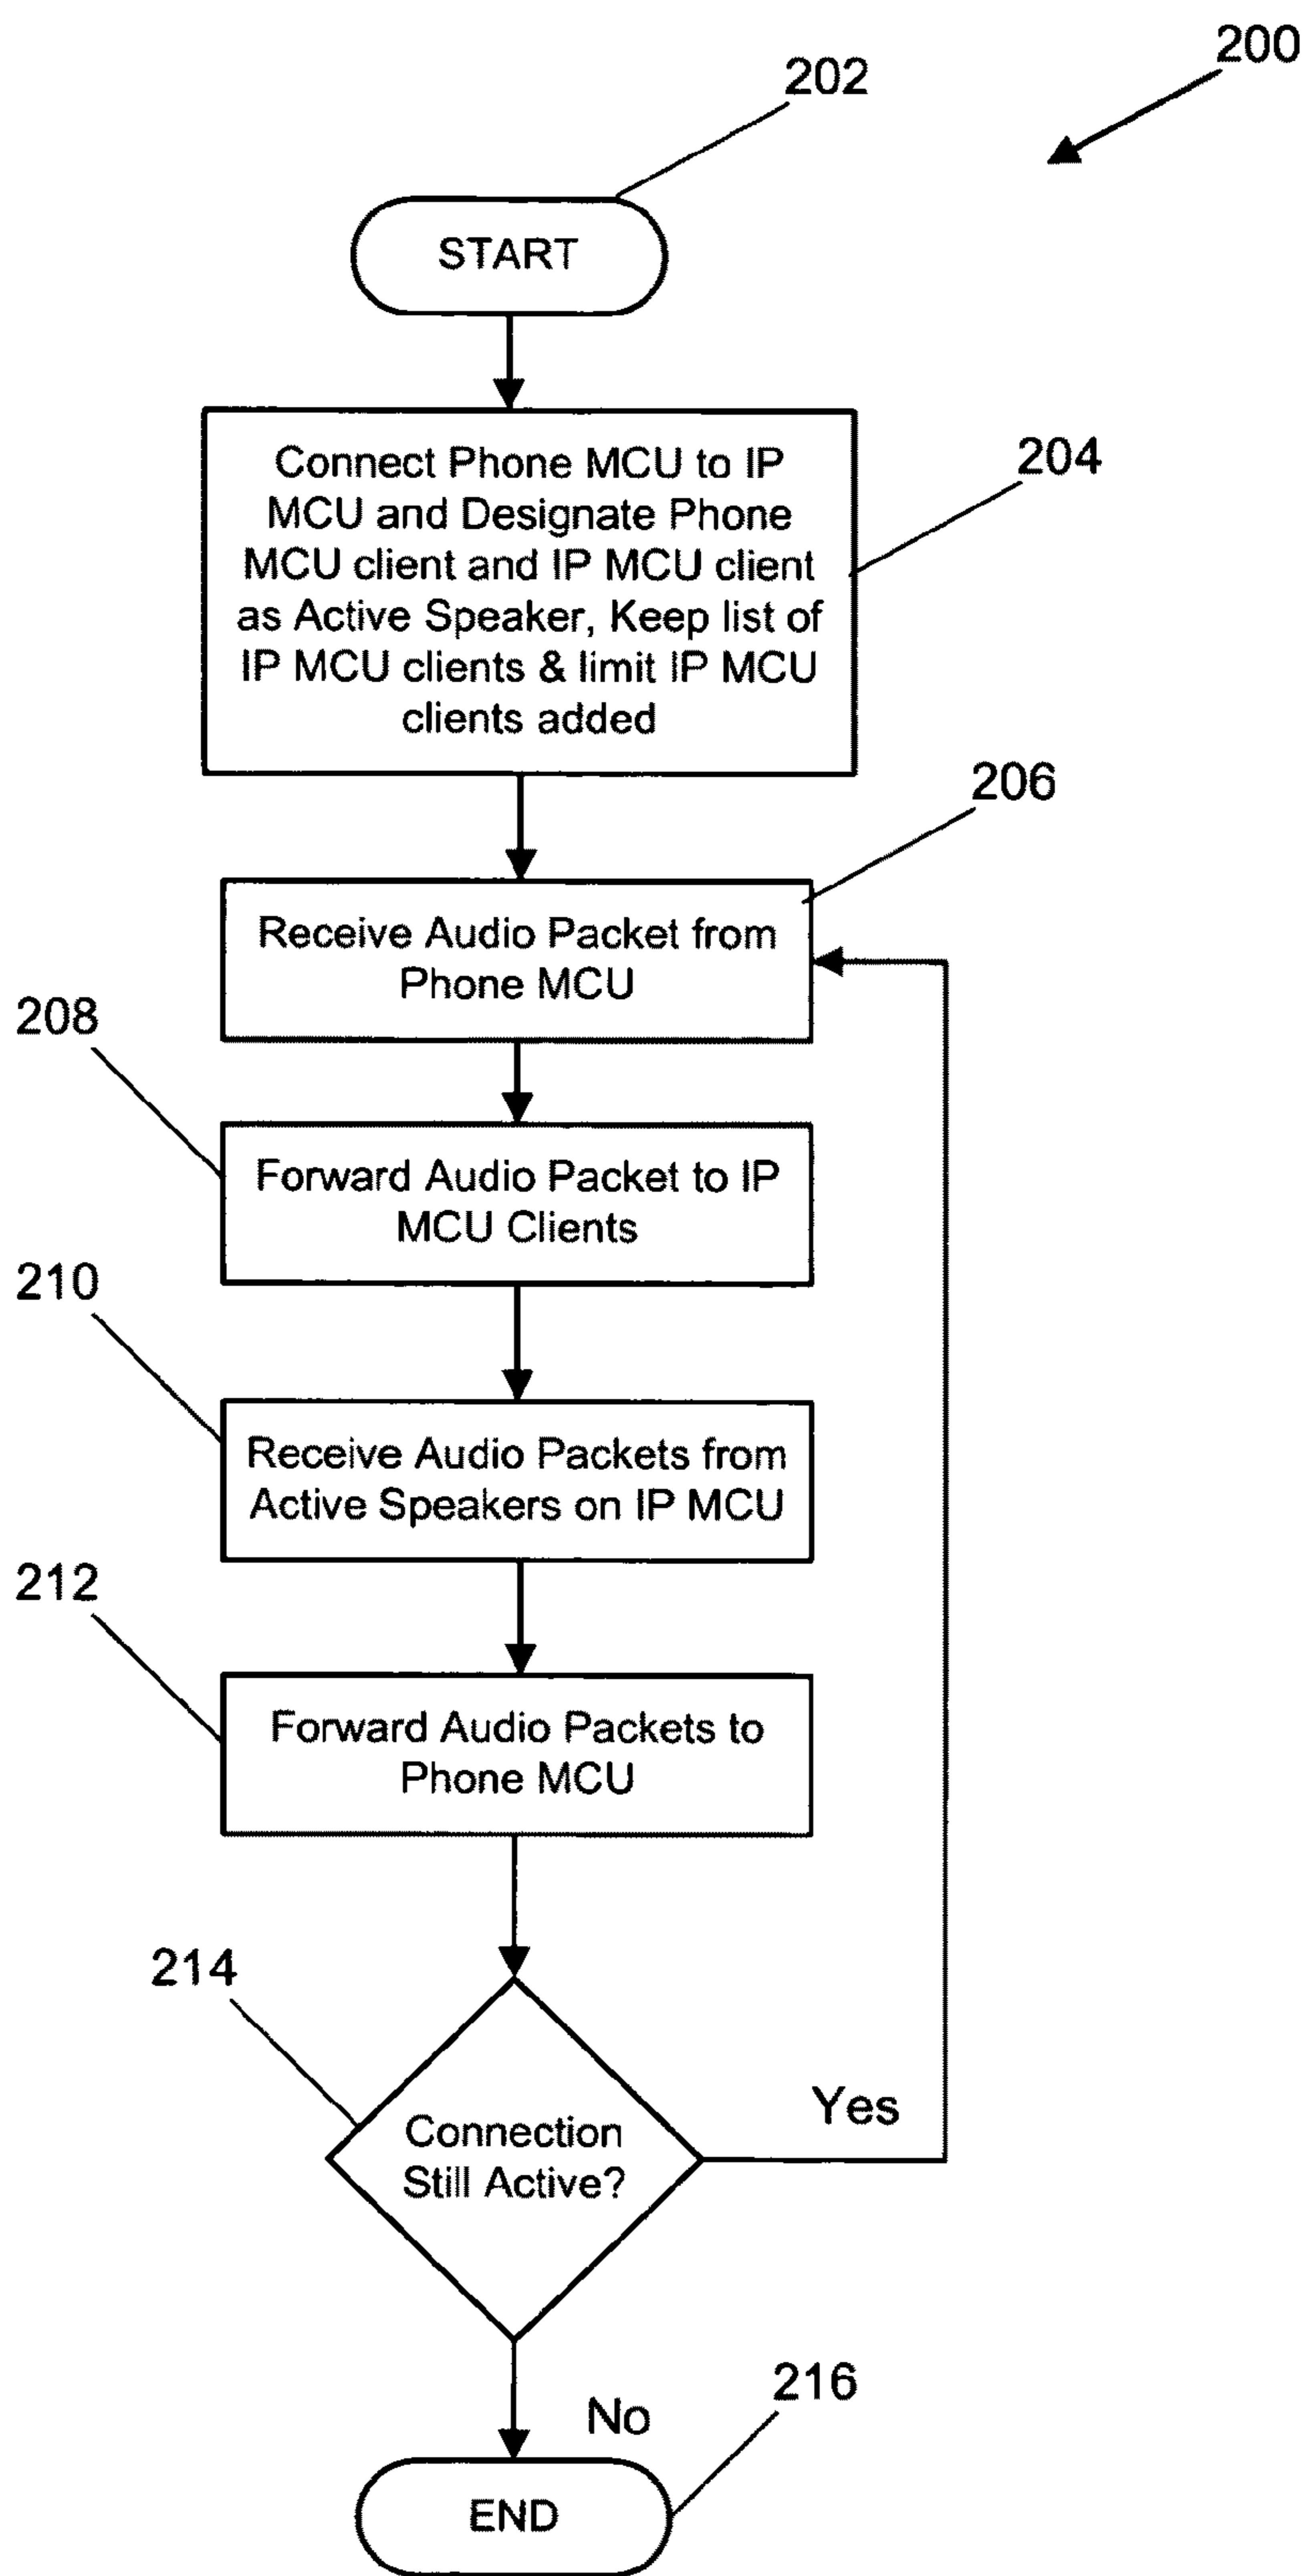 200
202
START
Connect Phone MCU to IP
MCU and Designate Phone
MCU client and IP MCU client
as Active Speaker, Keep list of
IP MCU clients & limit IP MCU
clients added
204
206
Receive Audio Packet from
Phone MCU
208
Forward Audio Packet to IP
MCU Clients
210
Receive Audio Packets from
Active Speakers on IP MCU
212
Forward Audio Packets to
Phone MCU
214
Connection
Still Active?
Yes
No
216
END